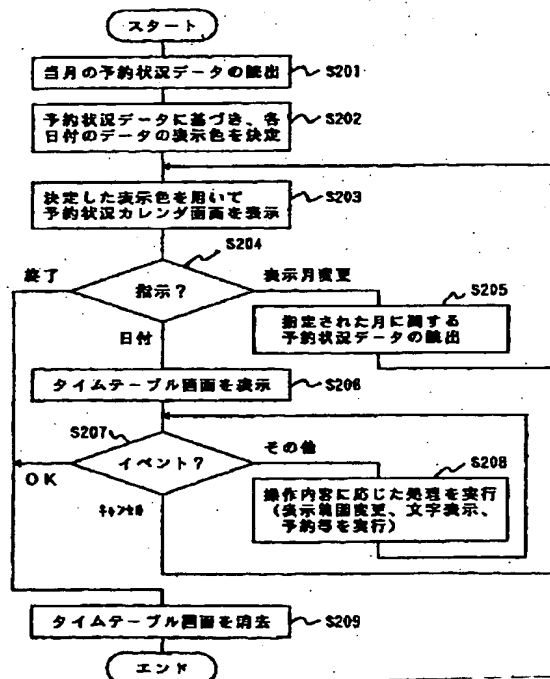 スタート
当月の予約状況データの読出
S201
予約状況データに基づき、各
日付のデータの表示色を決定
S202
決定した表示色を用いて
予約状況カレンダ画面を表示
S203
S204
終了
指示?
表示月変更
S205
指定された月に関する
予約状況データの読出
日付
タイムテーブル画面を表示
S206
S207
イベント?
その他
OK
S208
操作内容に応じた処理を実行
(表示範囲変更、文字表示、
予約等を実行)
キャンセル
タイムテーブル画面を消去
S209
エンド